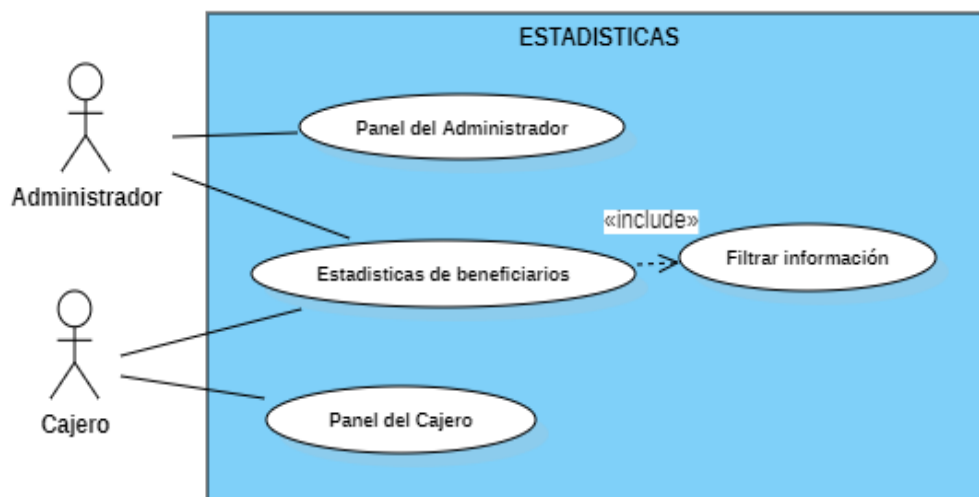 ESTADISTICAS
Panel del Administrador
Administrador
«include»
Filtrar información
Estadisticas de beneficiarios
Cajero
Panel del Cajero